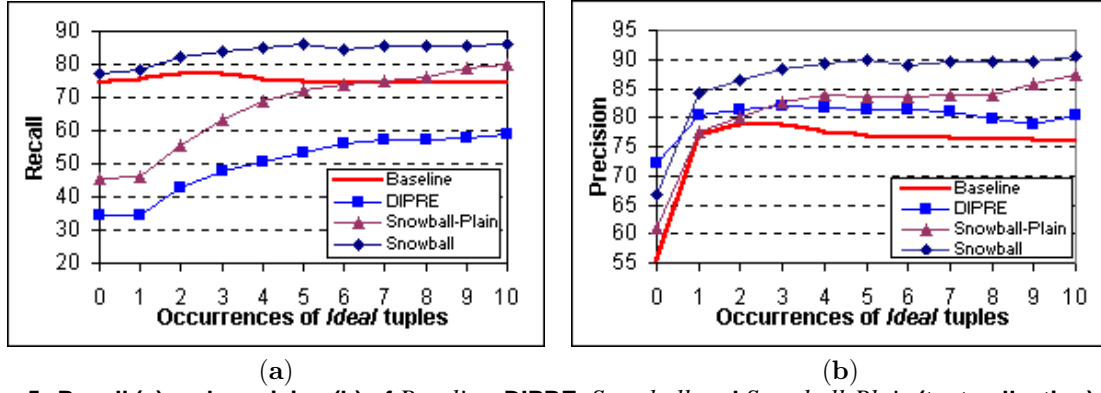 90
80
70
60
50
40
30
20
Recall
Baseline
DIPRE
Snowball-Plain
Snowball
0 1 2 3 4 5 6 7 8 9 10
Occurrences of Ideal tuples
(a)
95
90
85
80
75
70
65
60
55
Precision
Baseline
DIPRE
Snowball-Plain
Snowball
0 1 2 3 4 5 6 7 8 9 10
Occurrences of Ideal tuples
(b)